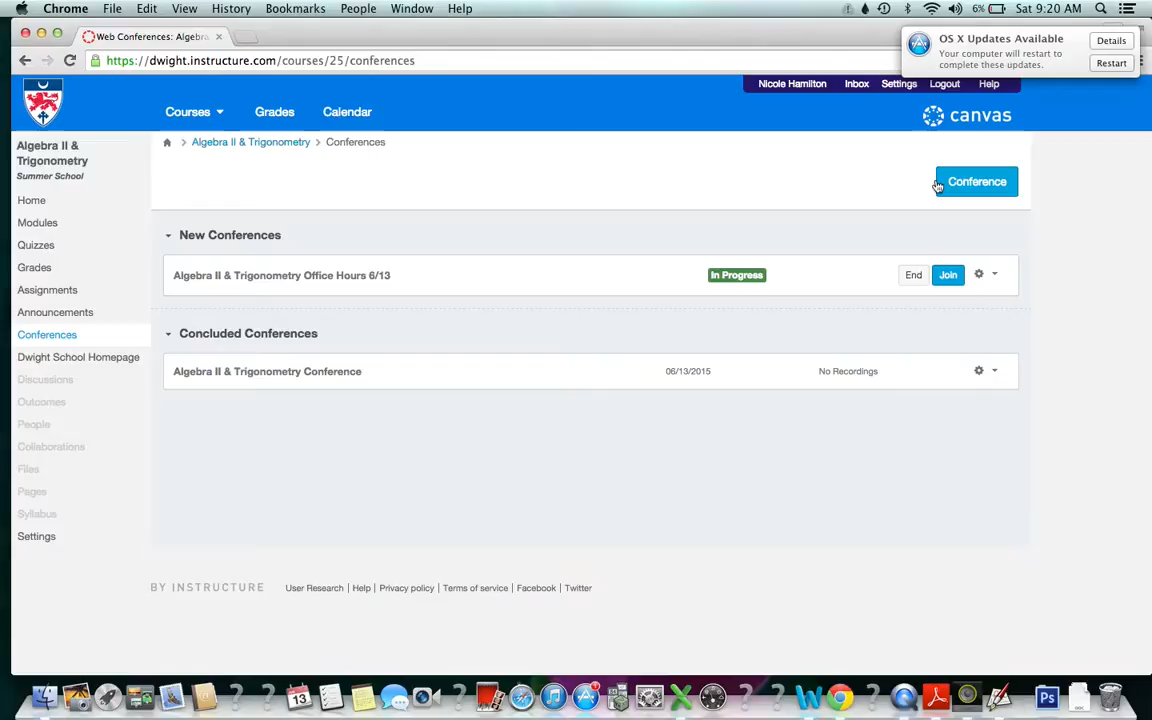 Chrome File Edit View History Bookmarks People Window Help 6% Sat 9:20 AM
Web Conferences: Algebra
OS X Updates Available
Your computer will restart to complete these updates.
Details
Restart
https://dwight.instructure.com/courses/25/conferences
Nicole Hamilton Inbox Settings Logout Help
Courses Grades Calendar
canvas
Algebra II & Trigonometry
Summer School
Home
Modules
Quizzes
Grades
Assignments
Announcements
Conferences
Dwight School Homepage
Discussions
Outcomes
People
Collaborations
Files
Pages
Syllabus
Settings
Algebra II & Trigonometry > Conferences
Conference
New Conferences
Algebra II & Trigonometry Office Hours 6/13 In Progress End Join
Concluded Conferences
Algebra II & Trigonometry Conference 06/13/2015 No Recordings
BY INSTRUCTURE User Research | Help | Privacy policy | Terms of service | Facebook | Twitter
13
Ps